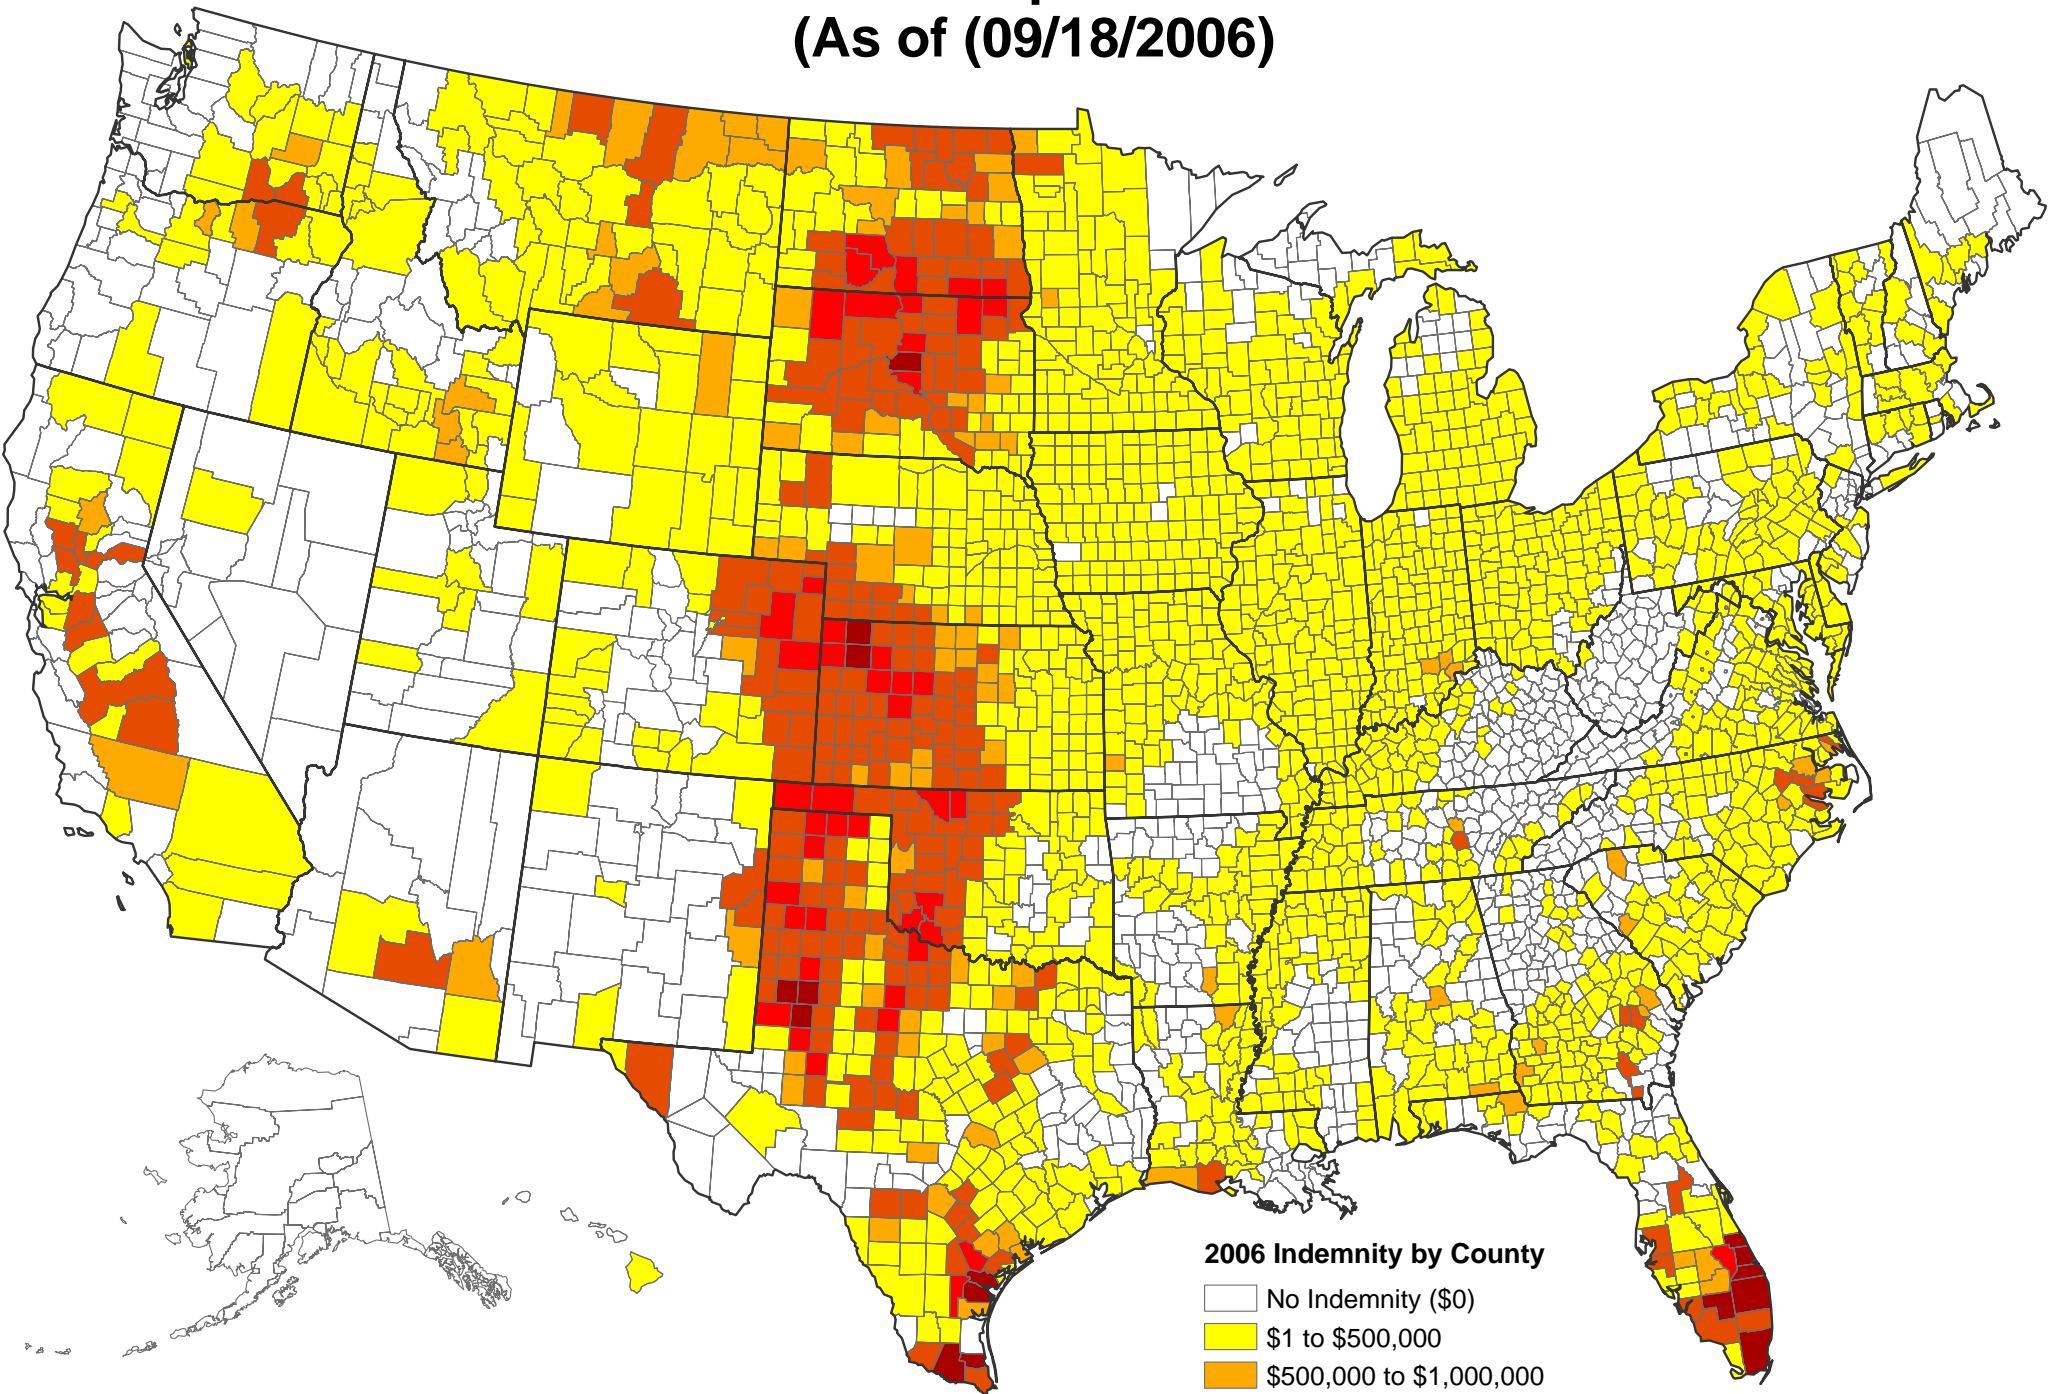 (As of (09/18/2006)
2006 Indemnity by County
No Indemnity ($0)
$1 to $500,000
$500,000 to $1,000,000